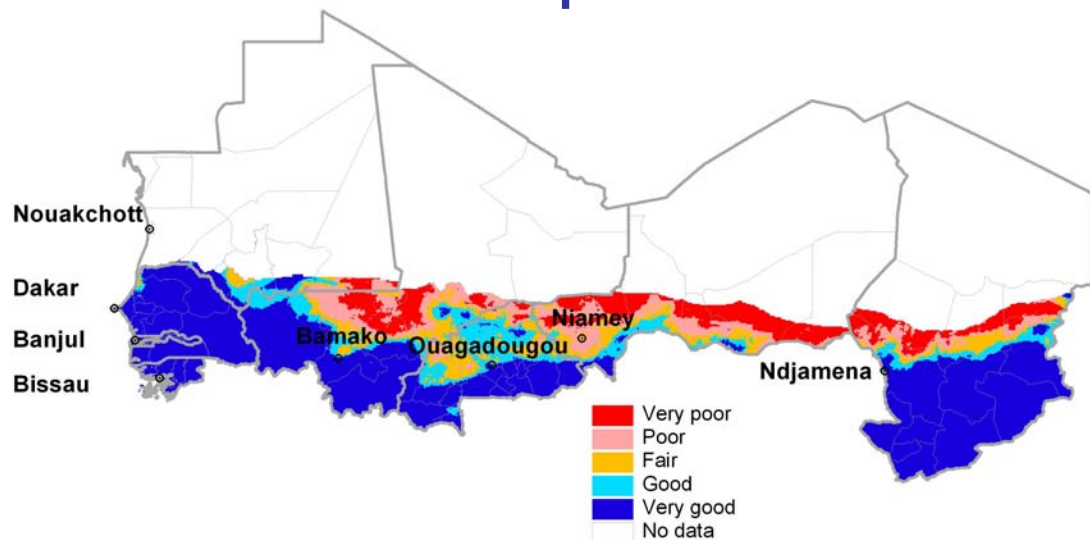 Nouakchott
Dakar
Banjul
Bissau
Bamako
Ouagadougou
Niamey
Ndjamena
Very poor
Poor
Fair
Good
Very good
No data